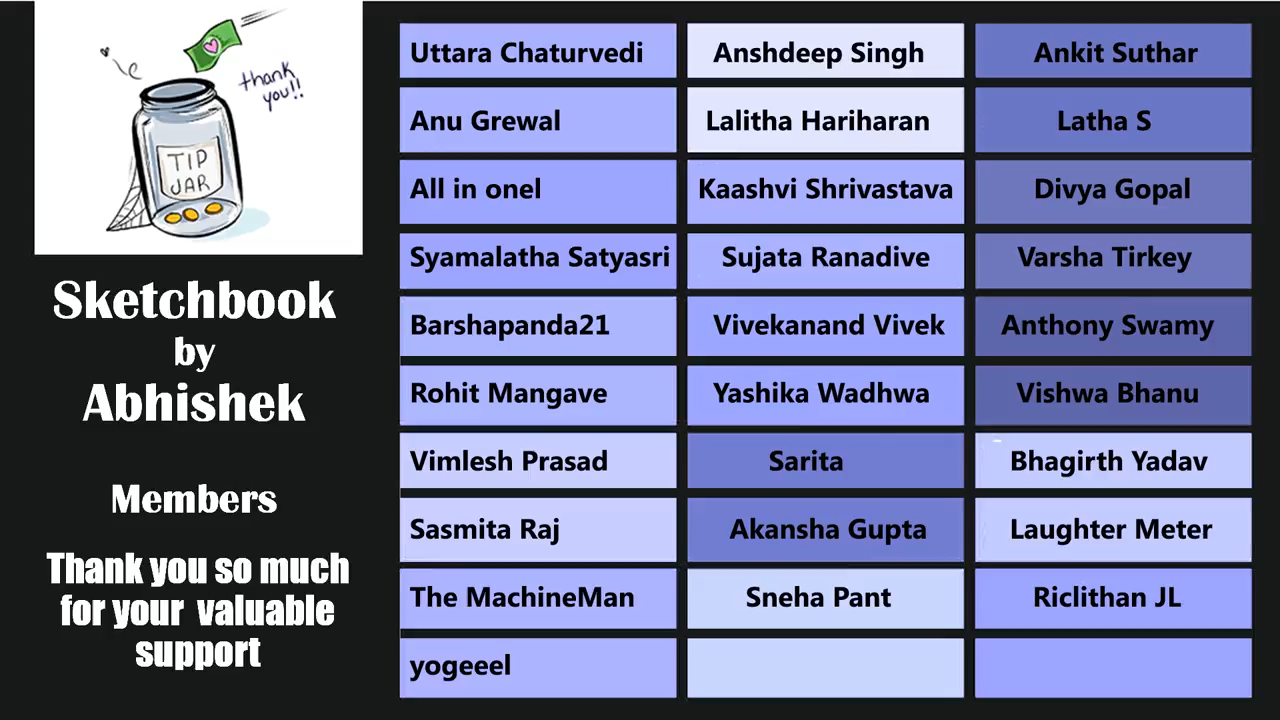 thank
you!!
TIP
JAR
Sketchbook
by
Abhishek
Members
Thank you so much
for your valuable
support
Uttara Chaturvedi
Anshdeep Singh
Ankit Suthar
Anu Grewal
Lalitha Hariharan
Latha S
All in onel
Kaashvi Shrivastava
Divya Gopal
Syamalatha Satyasri
Sujata Ranadive
Varsha Tirkey
Barshapanda21
Vivekanand Vivek
Anthony Swamy
Rohit Mangave
Yashika Wadhwa
Vishwa Bhanu
Vimlesh Prasad
Sarita
Bhagirth Yadav
Sasmita Raj
Akansha Gupta
Laughter Meter
The MachineMan
Sneha Pant
Riclithan JL
yogeeel